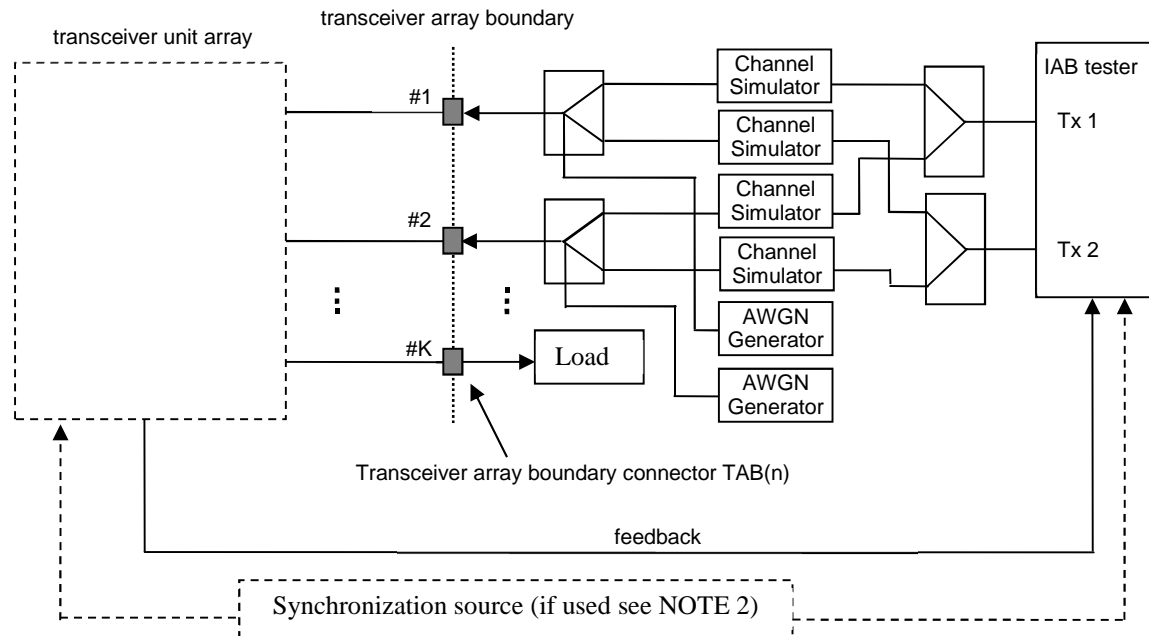 transceiver array boundary
transceiver unit array
Channel
Simulator
IAB tester
#1
Tx 1
Channel
Simulator
Channel
Simulator
#2
Channel
Simulator
Tx 2
AWGN
Generator
#K
Load
AWGN
Generator
Transceiver array boundary connector TAB(n)
feedback
Synchronization source (if used see NOTE 2)